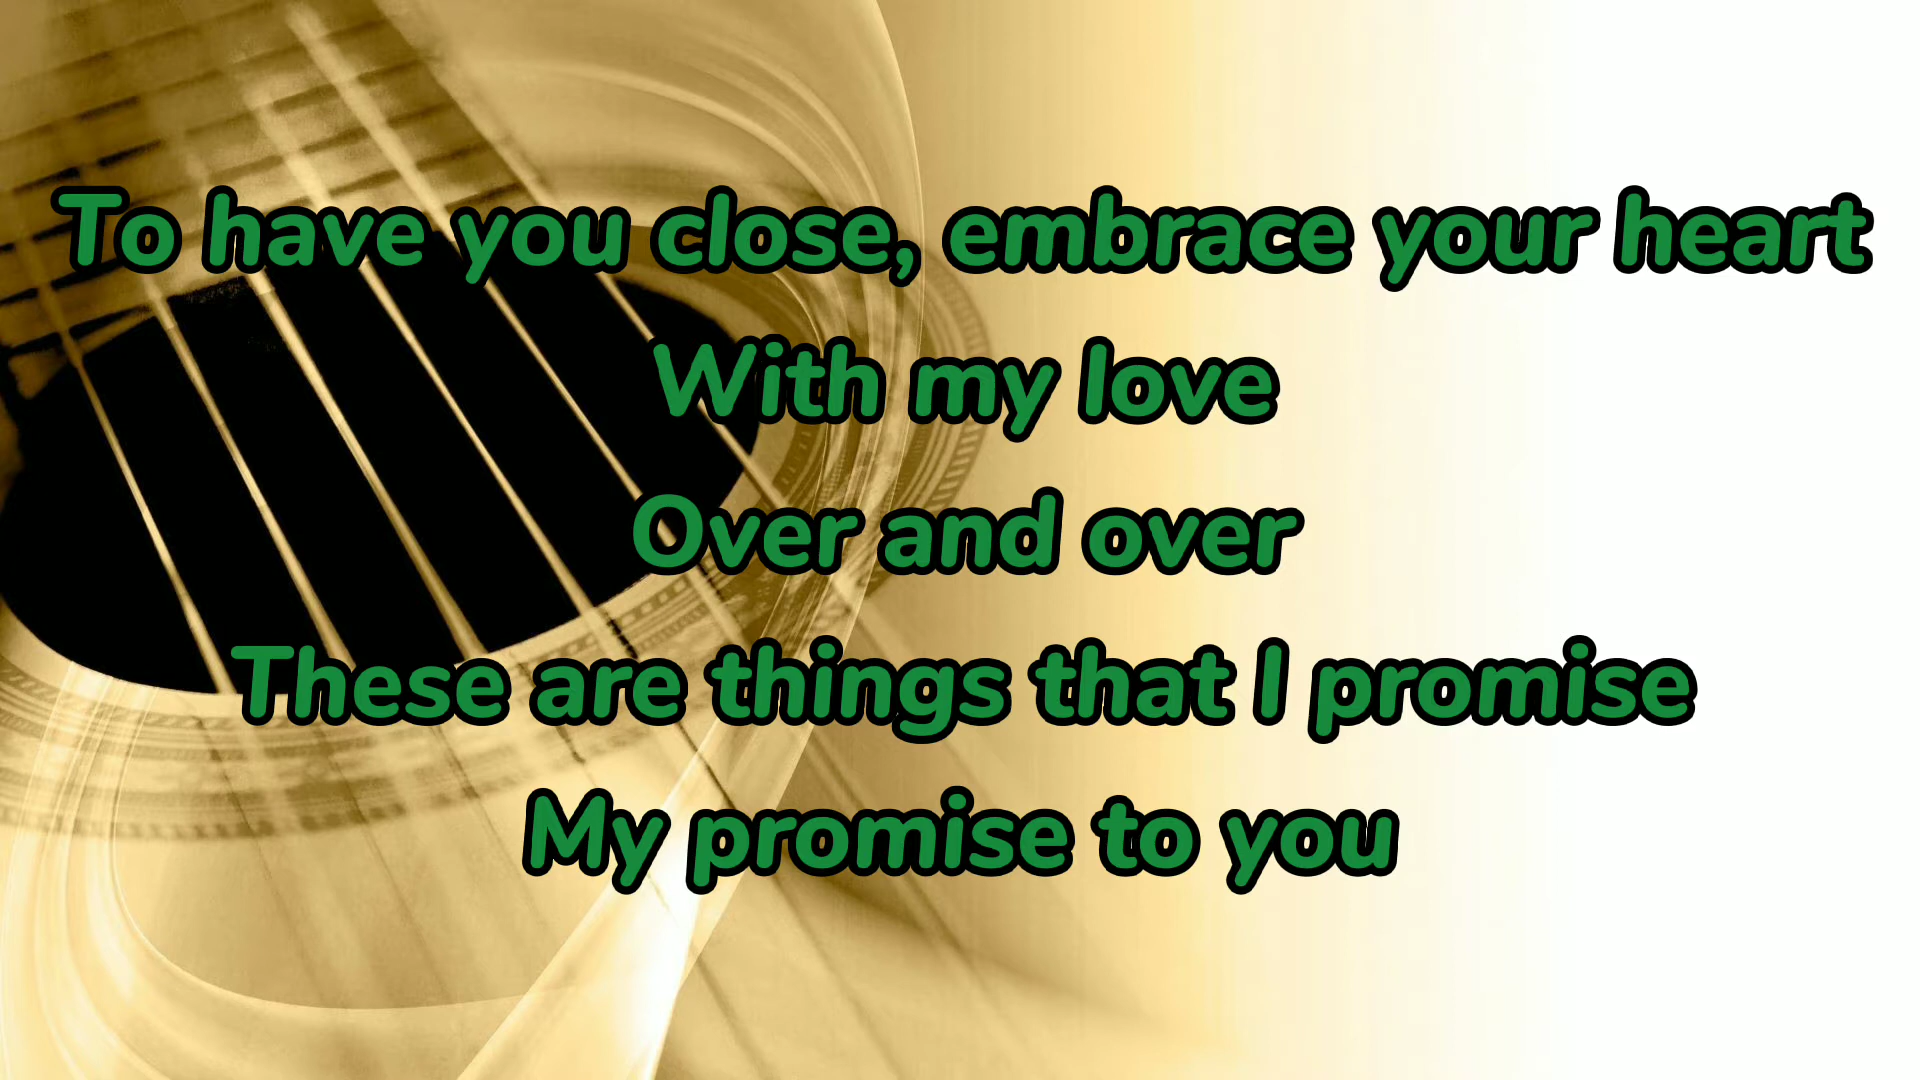 To have you close, embrace your heart
With my love
Over and over
These are things that I promise
My promise to you